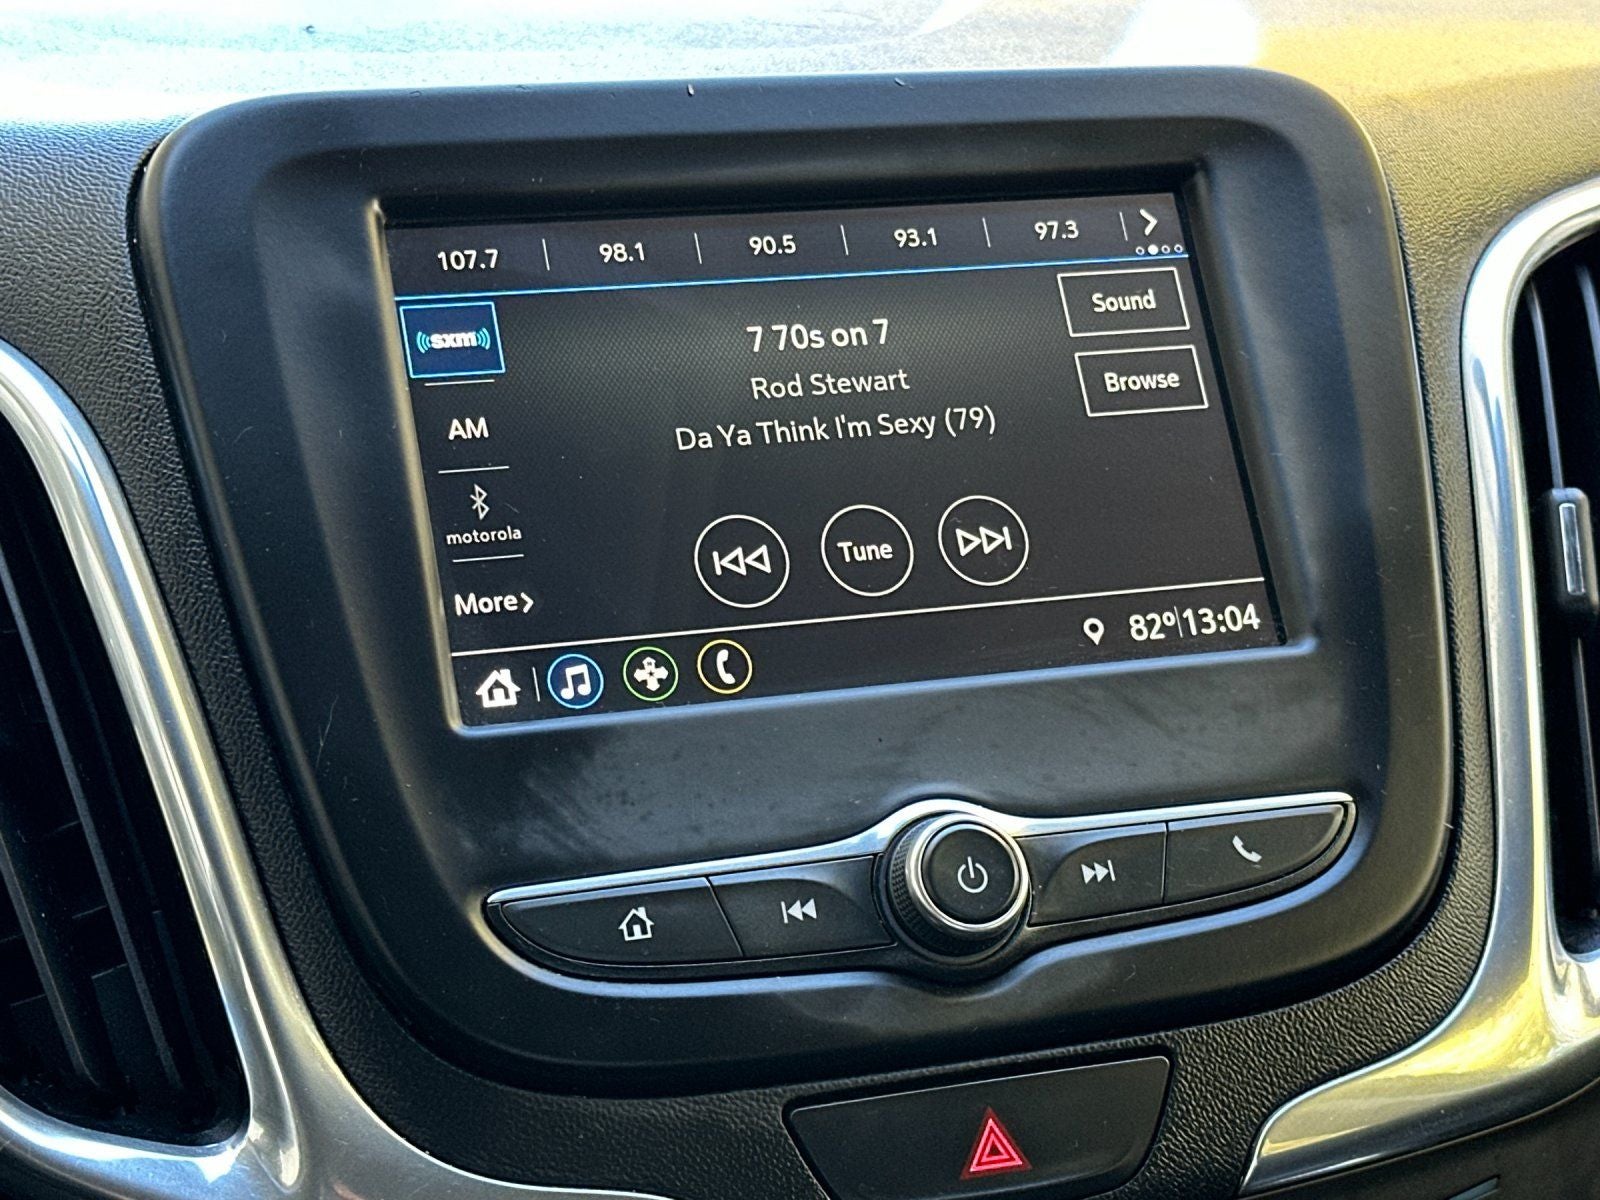 107.7 | 98.1 | 90.5 | 93.1 | 97.3
sxm
7 70s on 7
Rod Stewart
Da Ya Think I'm Sexy (79)
Sound
Browse
AM
motorola
More
Tune
82° 13:04